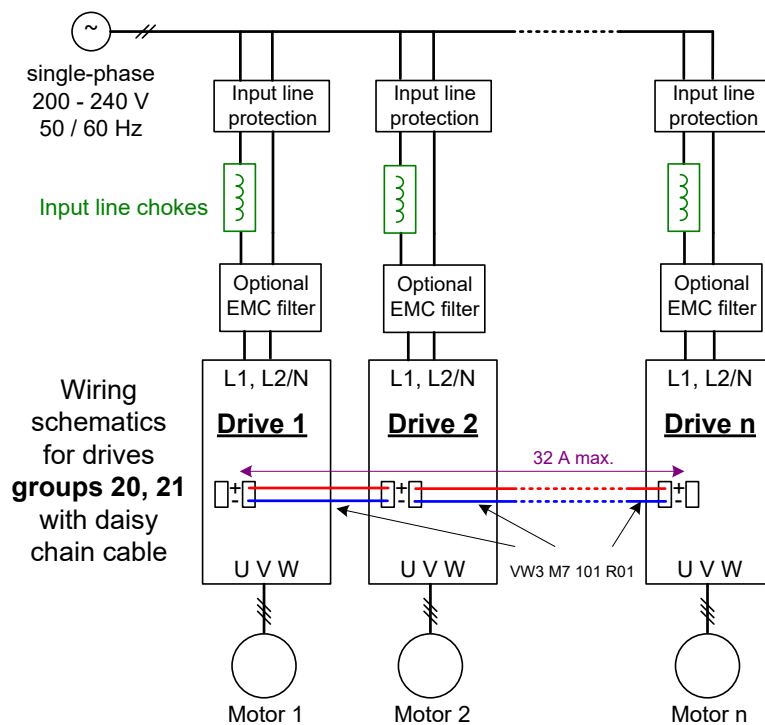 ~
single-phase
200 - 240 V
50 / 60 Hz
Input line
protection
Input line
protection
Input line
protection
Input line chokes
Optional
EMC filter
Optional
EMC filter
Optional
EMC filter
Wiring
schematics
for drives
groups 20, 21
with daisy
chain cable
L1, L2/N
Drive 1
L1, L2/N
Drive 2
L1, L2/N
Drive n
32 A max.
+
-
+
-
+
-
VW3 M7 101 R01
U V W
U V W
U V W
Motor 1
Motor 2
Motor n